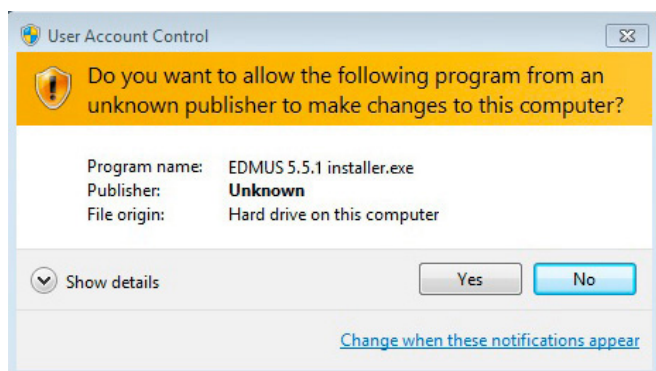 User Account Control
Do you want to allow the following program from an
unknown publisher to make changes to this computer?
Program name: EDMUS 5.5.1 installer.exe
Publisher: Unknown
File origin: Hard drive on this computer
Show details
Yes
No
Change when these notifications appear